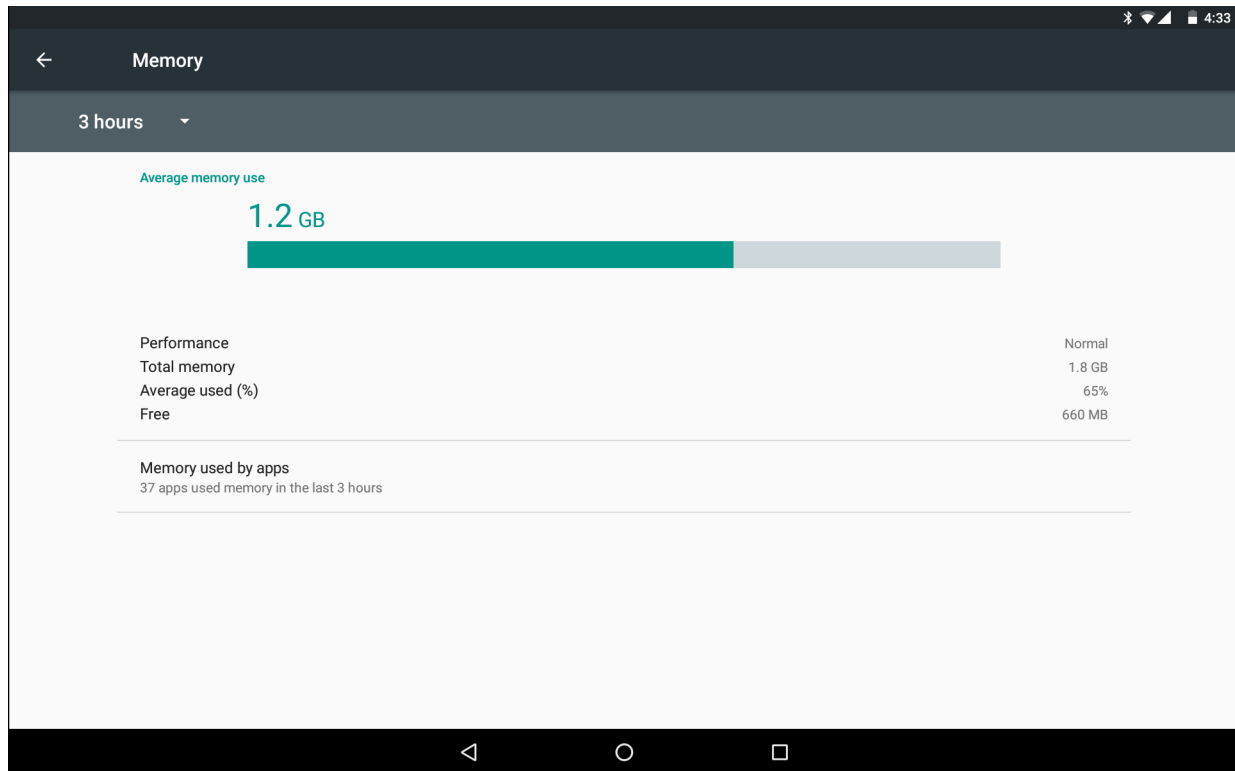 4:33
Memory
3 hours
Average memory use
1.2 GB
Performance Normal
Total memory 1.8 GB
Average used (%) 65%
Free 660 MB
Memory used by apps
37 apps used memory in the last 3 hours